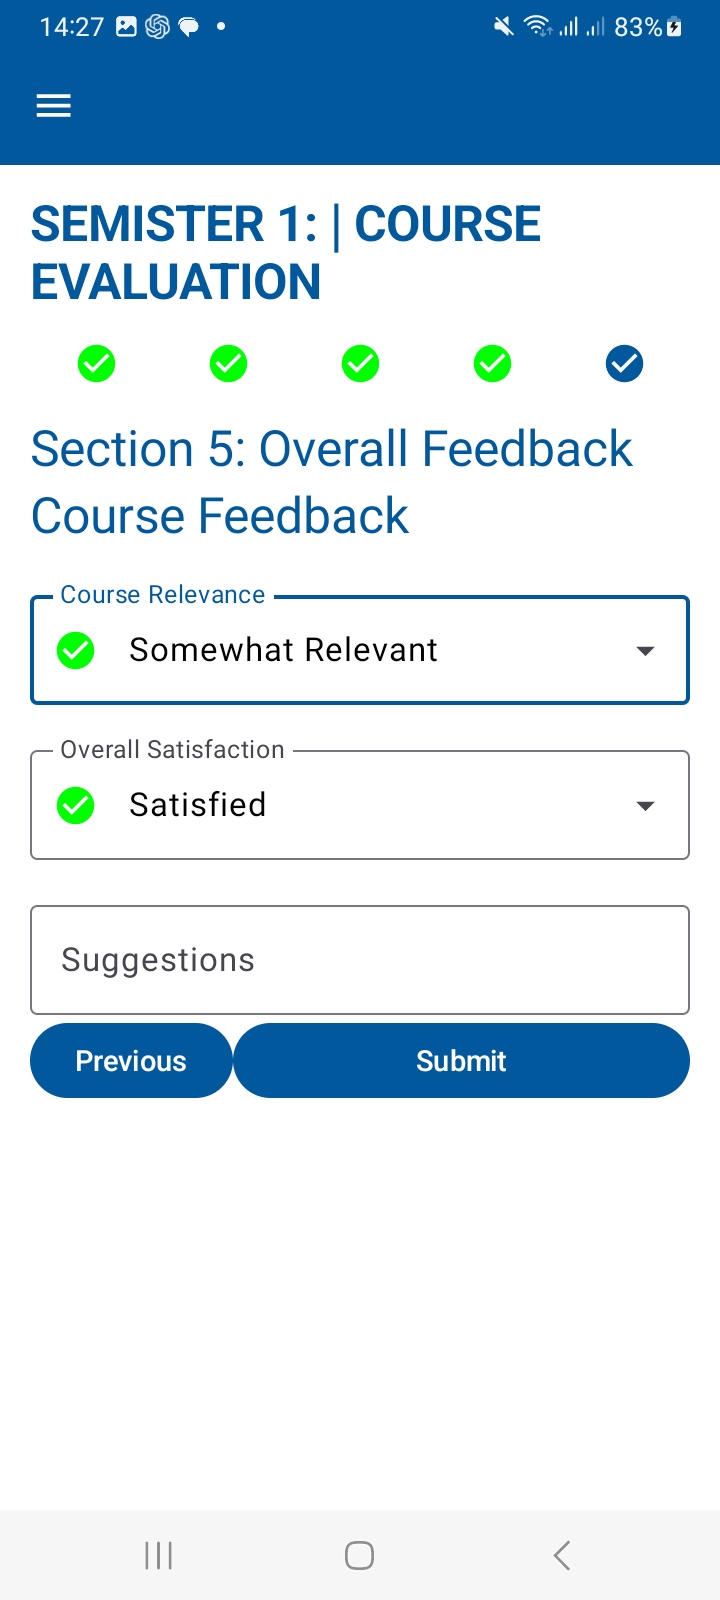 14:27
83%
SEMISTER 1: | COURSE
EVALUATION
Section 5: Overall Feedback
Course Feedback
Course Relevance
Somewhat Relevant
Overall Satisfaction
Satisfied
Suggestions
Previous
Submit